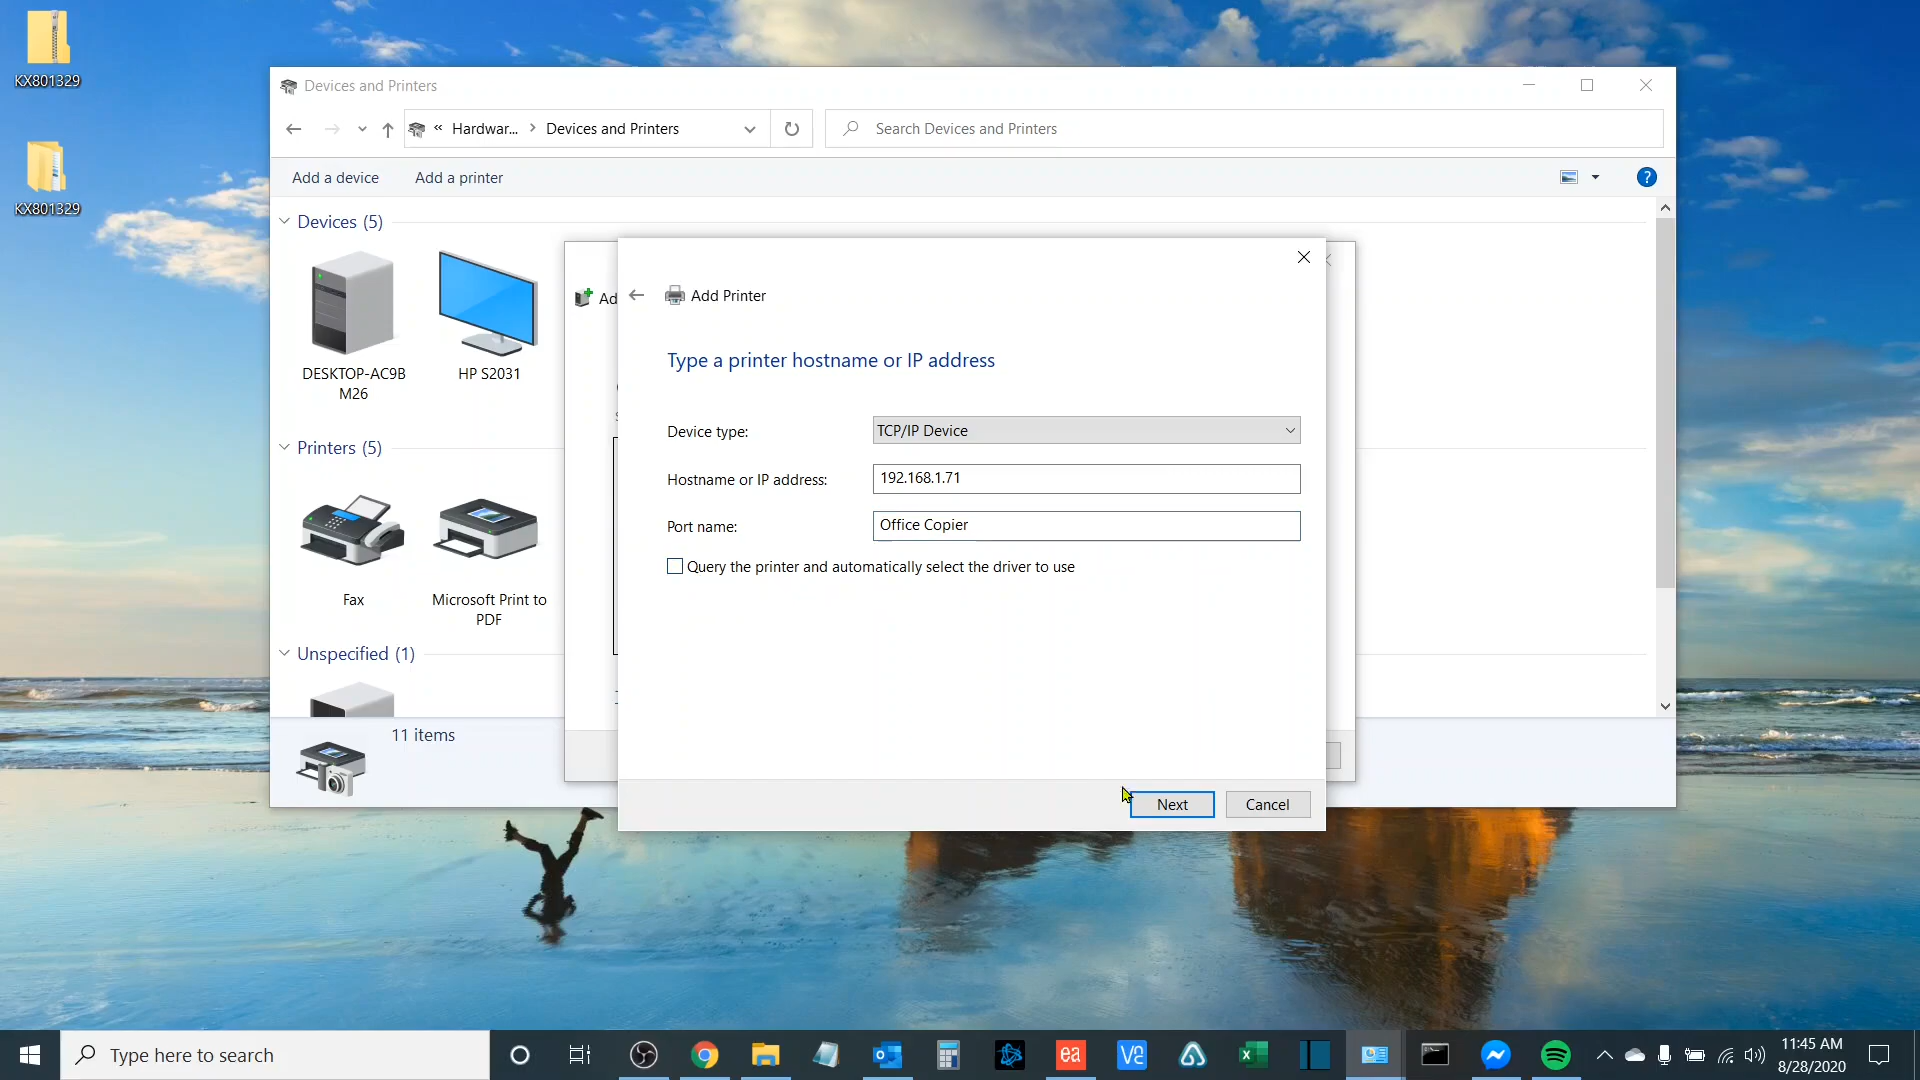 KX801329
KX801329
Devices and Printers
« Hardwar... > Devices and Printers
Search Devices and Printers
Add a device
Add a printer
?
Devices (5)
DESKTOP-AC9B
M26
HP S2031
Printers (5)
Fax
Microsoft Print to
PDF
Unspecified (1)
11 items
Ad
Add Printer
Type a printer hostname or IP address
Device type:
TCP/IP Device
Hostname or IP address:
192.168.1.71
Port name:
Office Copier
Query the printer and automatically select the driver to use
Next
Cancel
Type here to search
ea
11:45 AM
8/28/2020